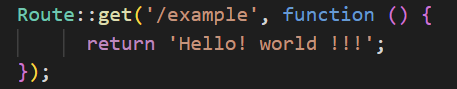 Route::get('/example', function () {
    return 'Hello! world !!!';
});